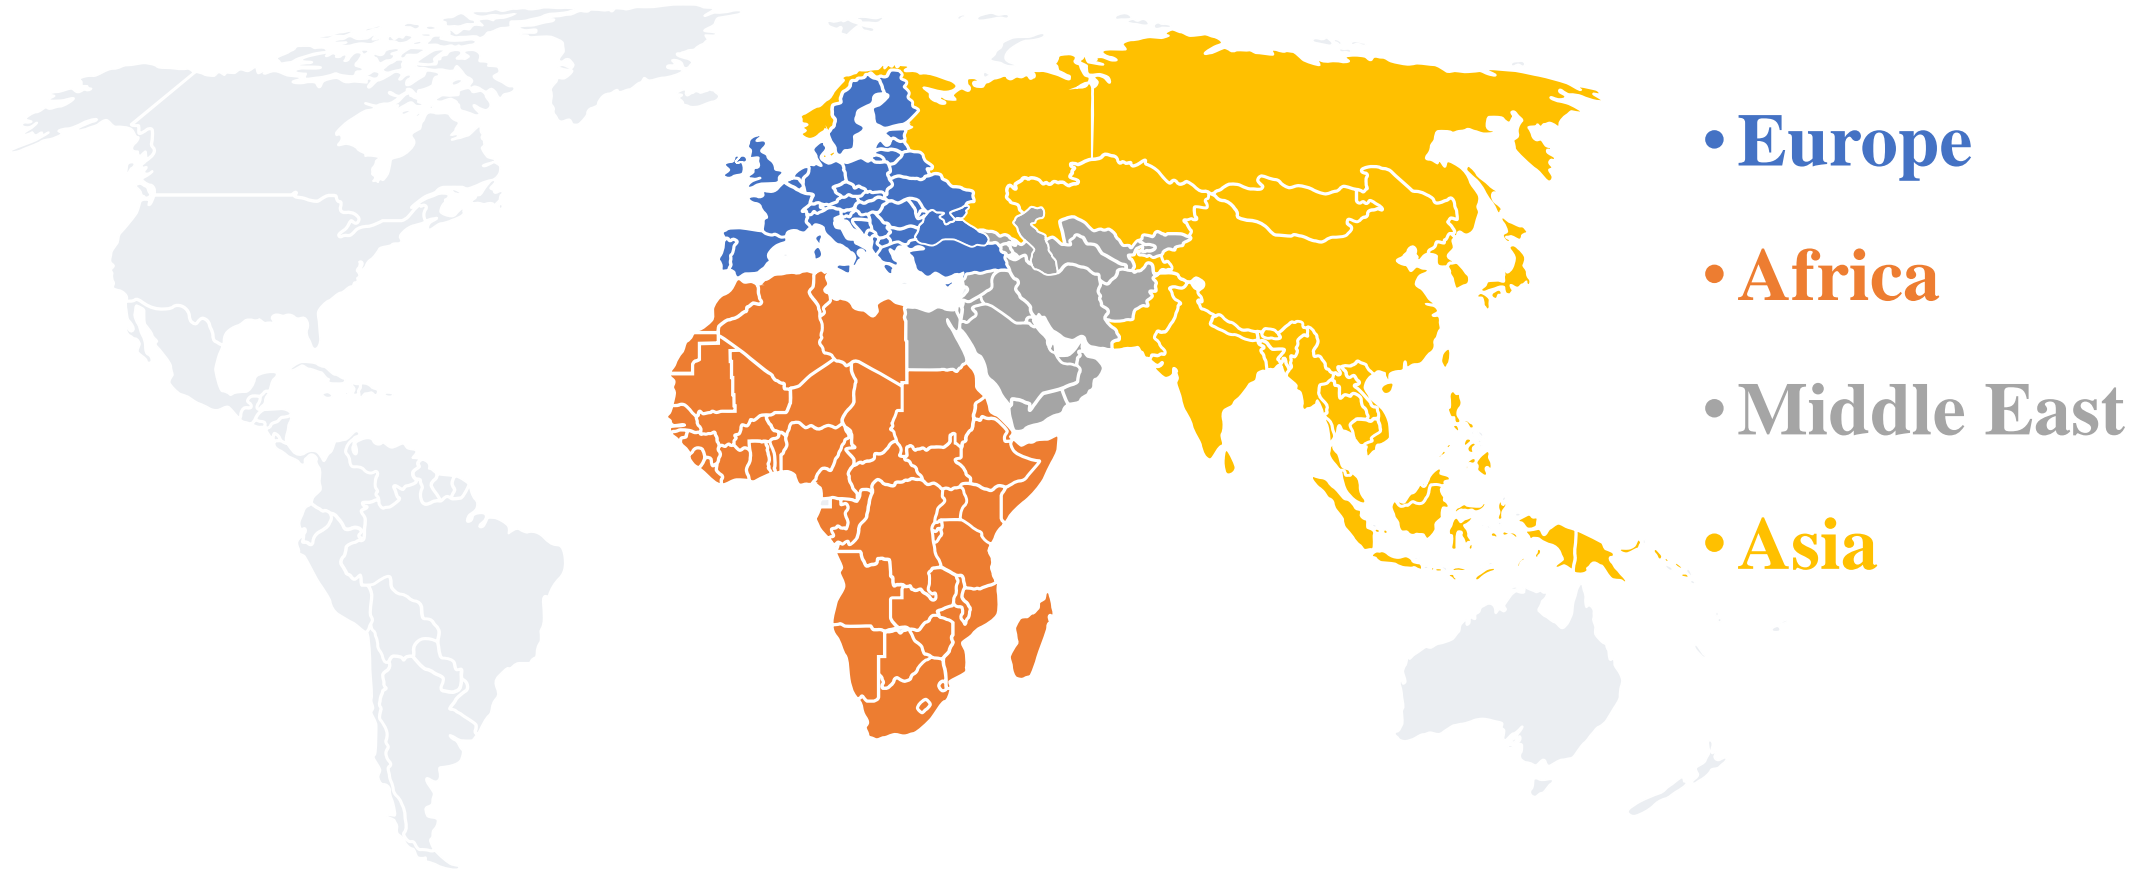 • Europe
• Africa
• Middle East
• Asia